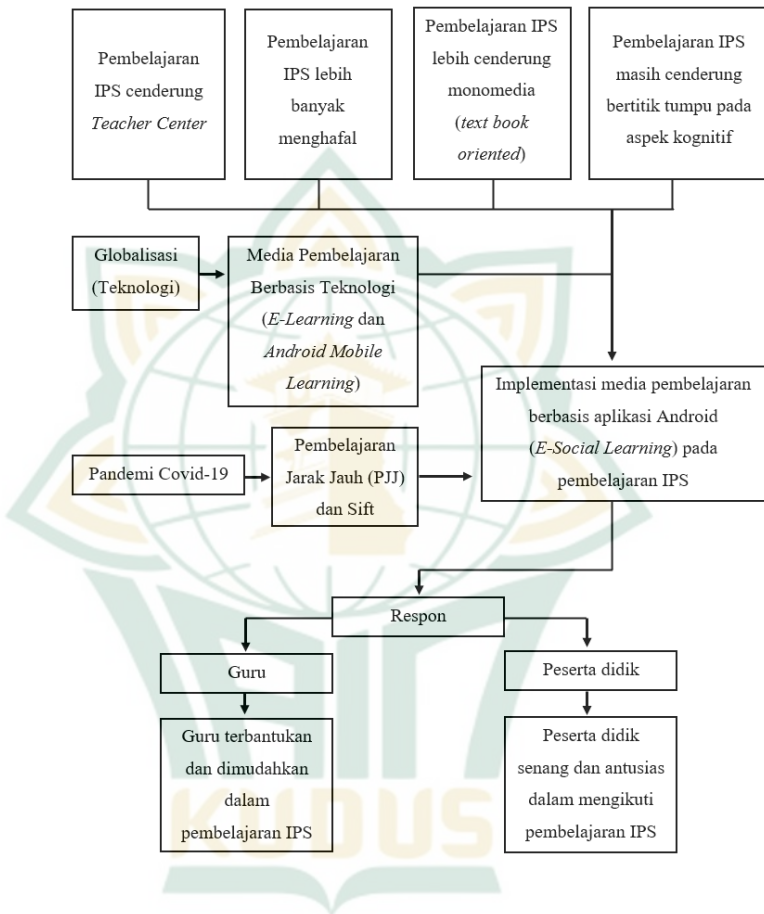 Pembelajaran
IPS cenderung
Teacher Center
Pembelajaran
IPS lebih
banyak
menghafal
Pembelajaran IPS
lebih cenderung
monomedia
(text book
oriented)
Pembelajaran IPS
masih cenderung
bertitik tumpu pada
aspek kognitif
Globalisasi
(Teknologi)
Media Pembelajaran
Berbasis Teknologi
(E-Learning dan
Android Mobile
Learning)
Implementasi media pembelajaran
berbasis aplikasi Android
(E-Social Learning) pada
pembelajaran IPS
Pandemi Covid-19
Pembelajaran
Jarak Jauh (PJJ)
dan Sift
Respon
Guru
Peserta didik
Guru terbantukan
dan dimudahkan
dalam
pembelajaran IPS
Peserta didik
senang dan antusias
dalam mengikuti
pembelajaran IPS
IAIN
KUDUS